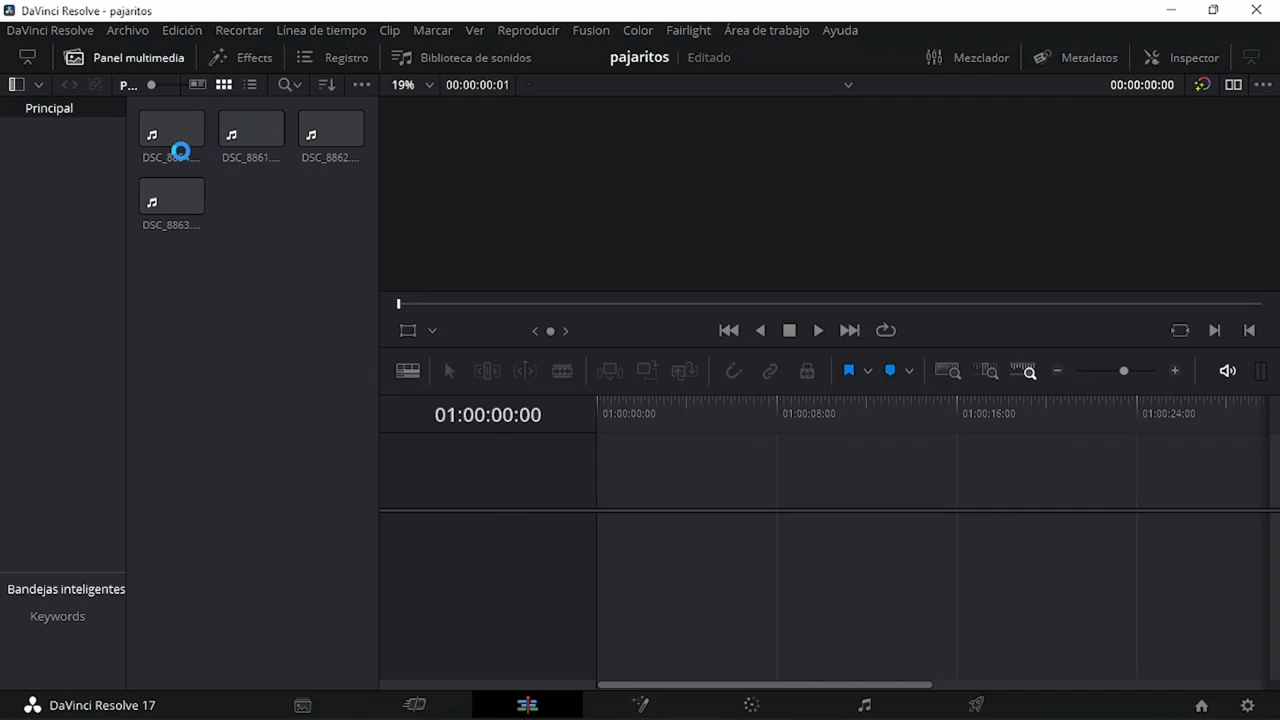 DaVinci Resolve - pajaritos
DaVinci Resolve Archivo Edición Recortar Línea de tiempo Clip Marcar Ver Reproducir Fusion Color Fairlight Área de trabajo Ayuda
Panel multimedia Effects Registro Biblioteca de sonidos pajaritos Editado Mezclador Metadatos Inspector
P... 19% 00:00:00:01 00:00:00:00
Principal
DSC_8861.... DSC_8862....
DSC_8863....
01:00:00:00 01:00:00:00 01:00:08:00 01:00:16:00 01:00:24:00
Bandejas inteligentes
Keywords
DaVinci Resolve 17